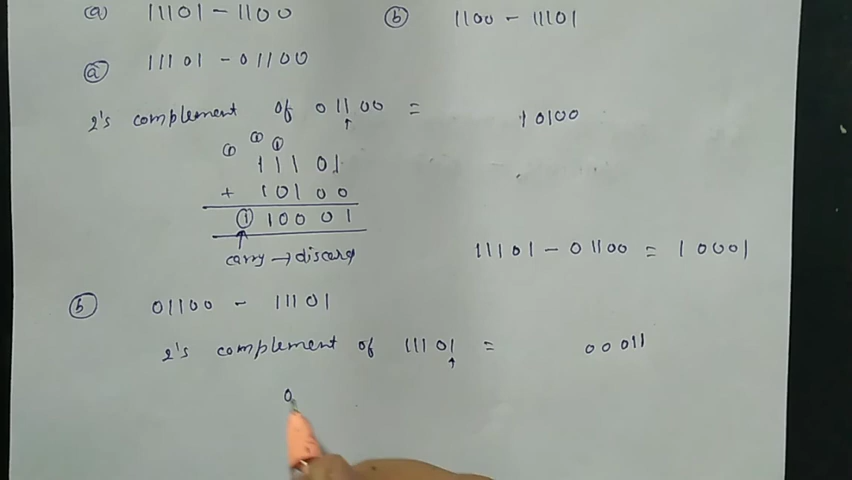 (a) 11101 - 1100 (b) 1100 - 11101
(a) 11101 - 01100
2's complement of 01100 = 10100
(1) (1) (1)
11101
+ 10100
(1) 10001
carry → discard 11101 - 01100 = 10001
(b) 01100 - 11101
2's complement of 11101 = 00011
0